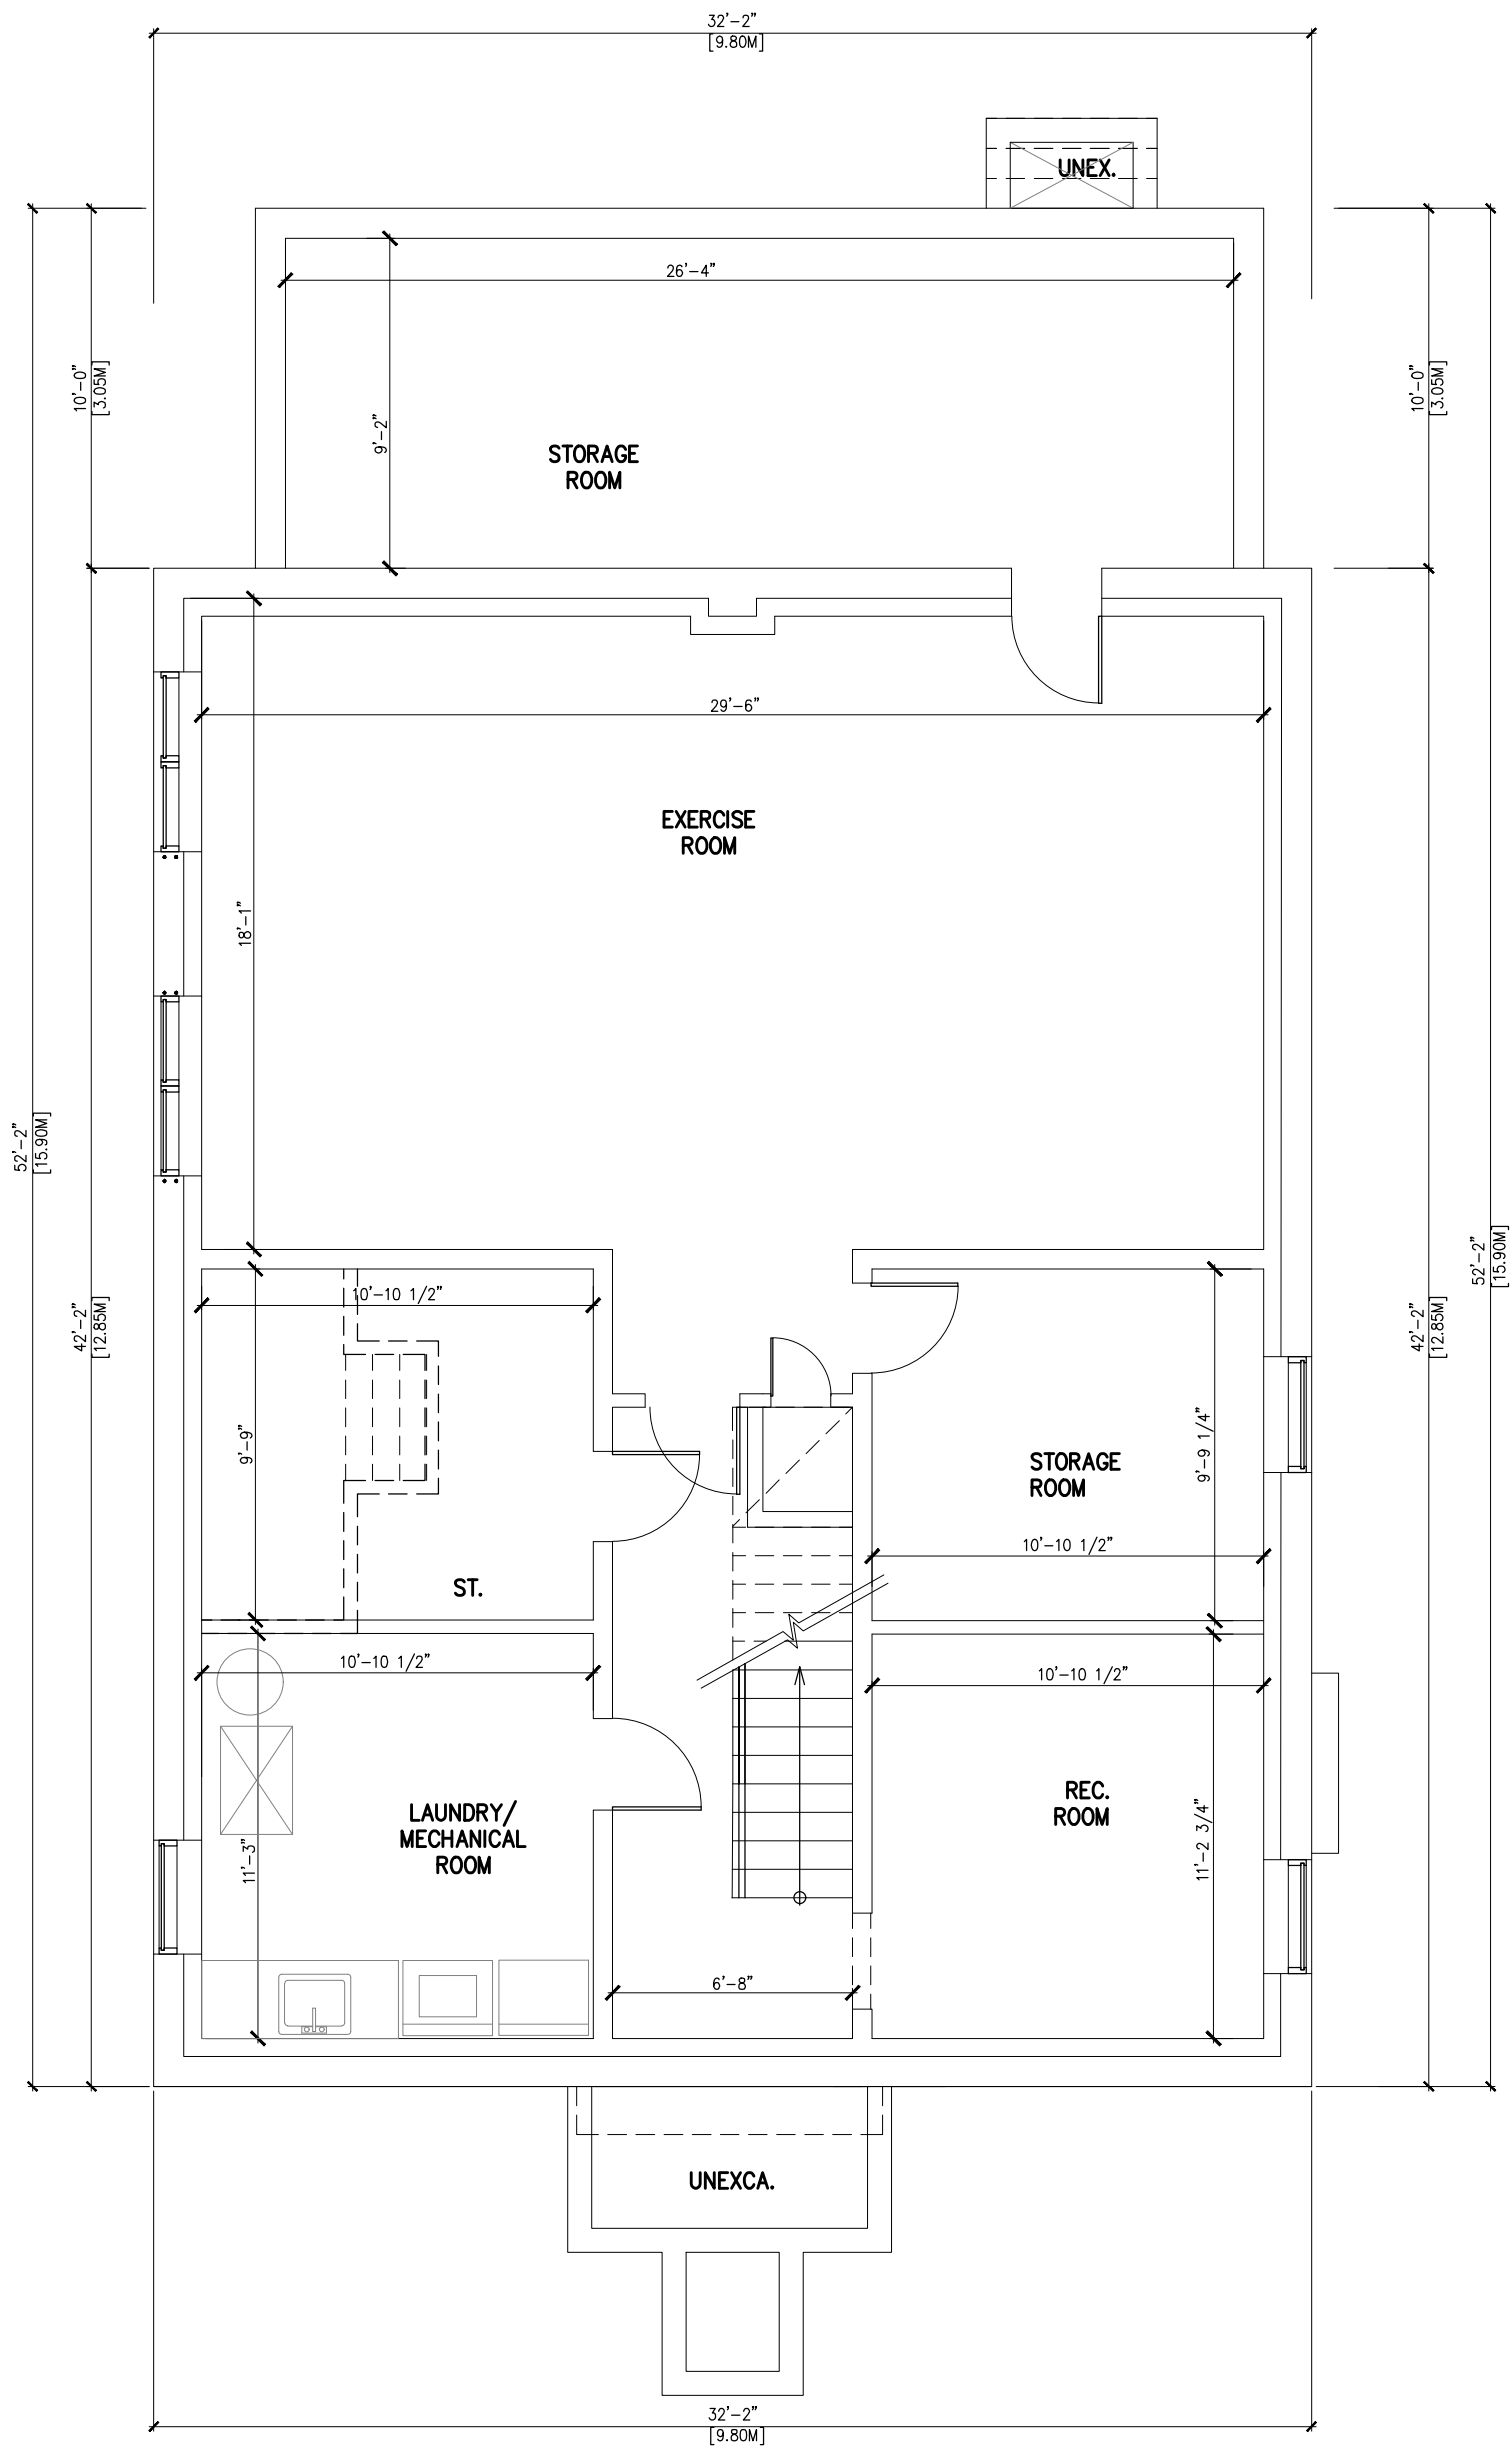 32'-2"
[9.80M]
UNEX.
26'-4"
10'-0"
[3.05M]
9'-2"
10'-0"
[3.05M]
STORAGE
ROOM
29'-6"
EXERCISE
ROOM
18'-1"
52'-2"
[15.90M]
52'-2"
[15.90M]
42'-2"
[12.85M]
42'-2"
[12.85M]
10'-10 1/2"
9'-9"
9'-9 1/4"
STORAGE
ROOM
10'-10 1/2"
ST.
10'-10 1/2"
10'-10 1/2"
REC.
ROOM
LAUNDRY/
MECHANICAL
ROOM
11'-3"
11'-2 3/4"
6'-8"
UNEXCA.
32'-2"
[9.80M]